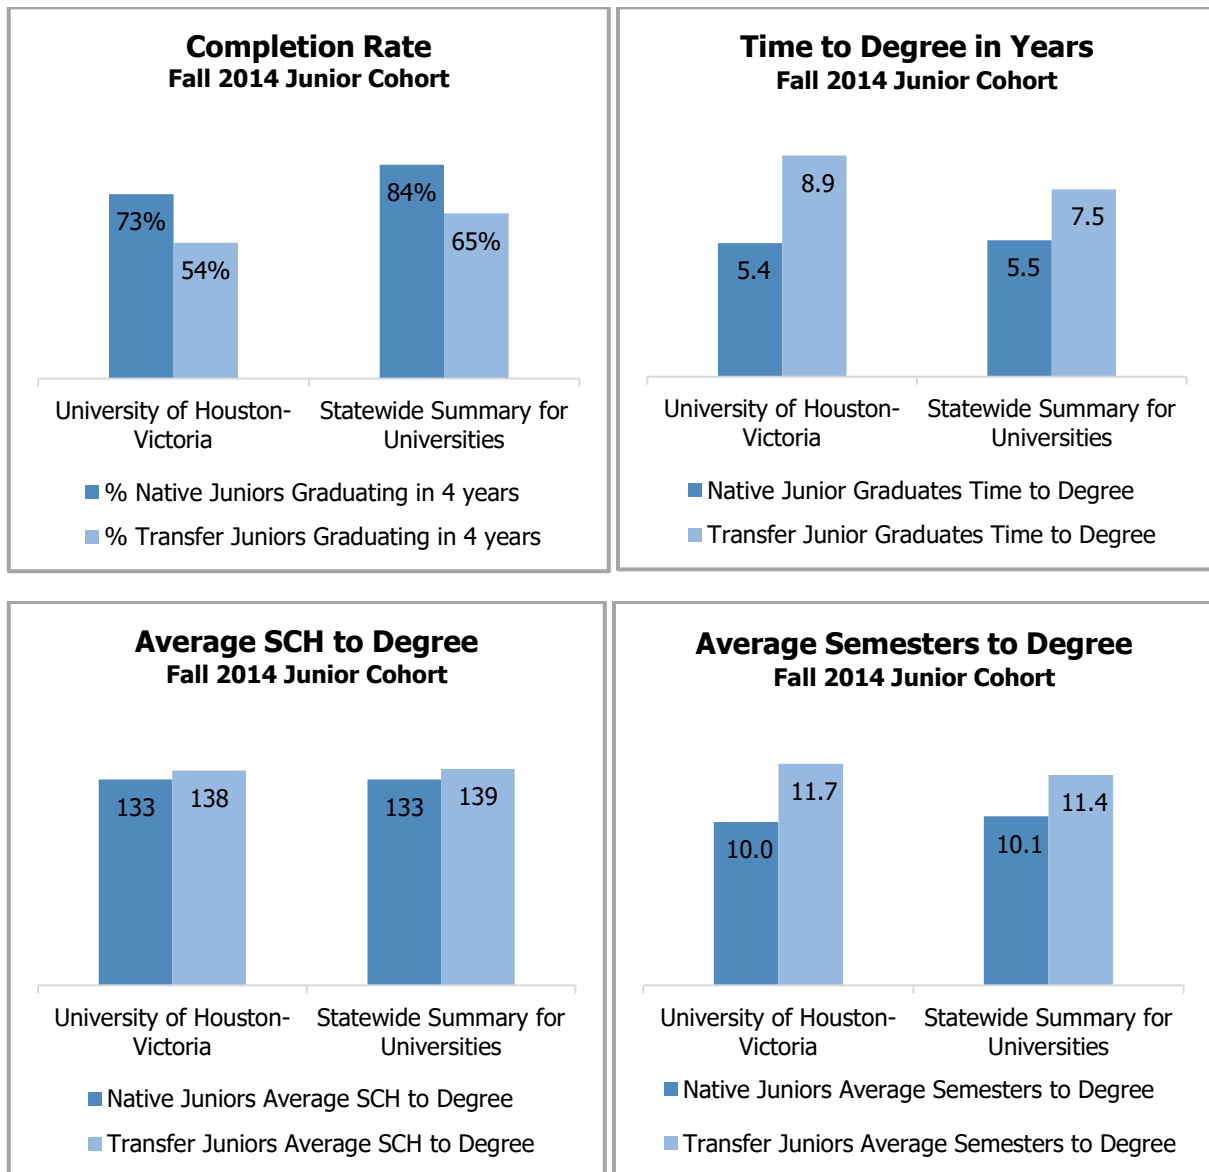 Completion Rate
Fall 2014 Junior Cohort
73%
54%
84%
65%
University of Houston-
Victoria
Statewide Summary for
Universities
% Native Juniors Graduating in 4 years
% Transfer Juniors Graduating in 4 years
Time to Degree in Years
Fall 2014 Junior Cohort
5.4
8.9
5.5
7.5
University of Houston-
Victoria
Statewide Summary for
Universities
Native Junior Graduates Time to Degree
Transfer Junior Graduates Time to Degree
Average SCH to Degree
Fall 2014 Junior Cohort
133
138
133
139
University of Houston-
Victoria
Statewide Summary for
Universities
Native Juniors Average SCH to Degree
Transfer Juniors Average SCH to Degree
Average Semesters to Degree
Fall 2014 Junior Cohort
10.0
11.7
10.1
11.4
University of Houston-
Victoria
Statewide Summary for
Universities
Native Juniors Average Semesters to Degree
Transfer Juniors Average Semesters to Degree